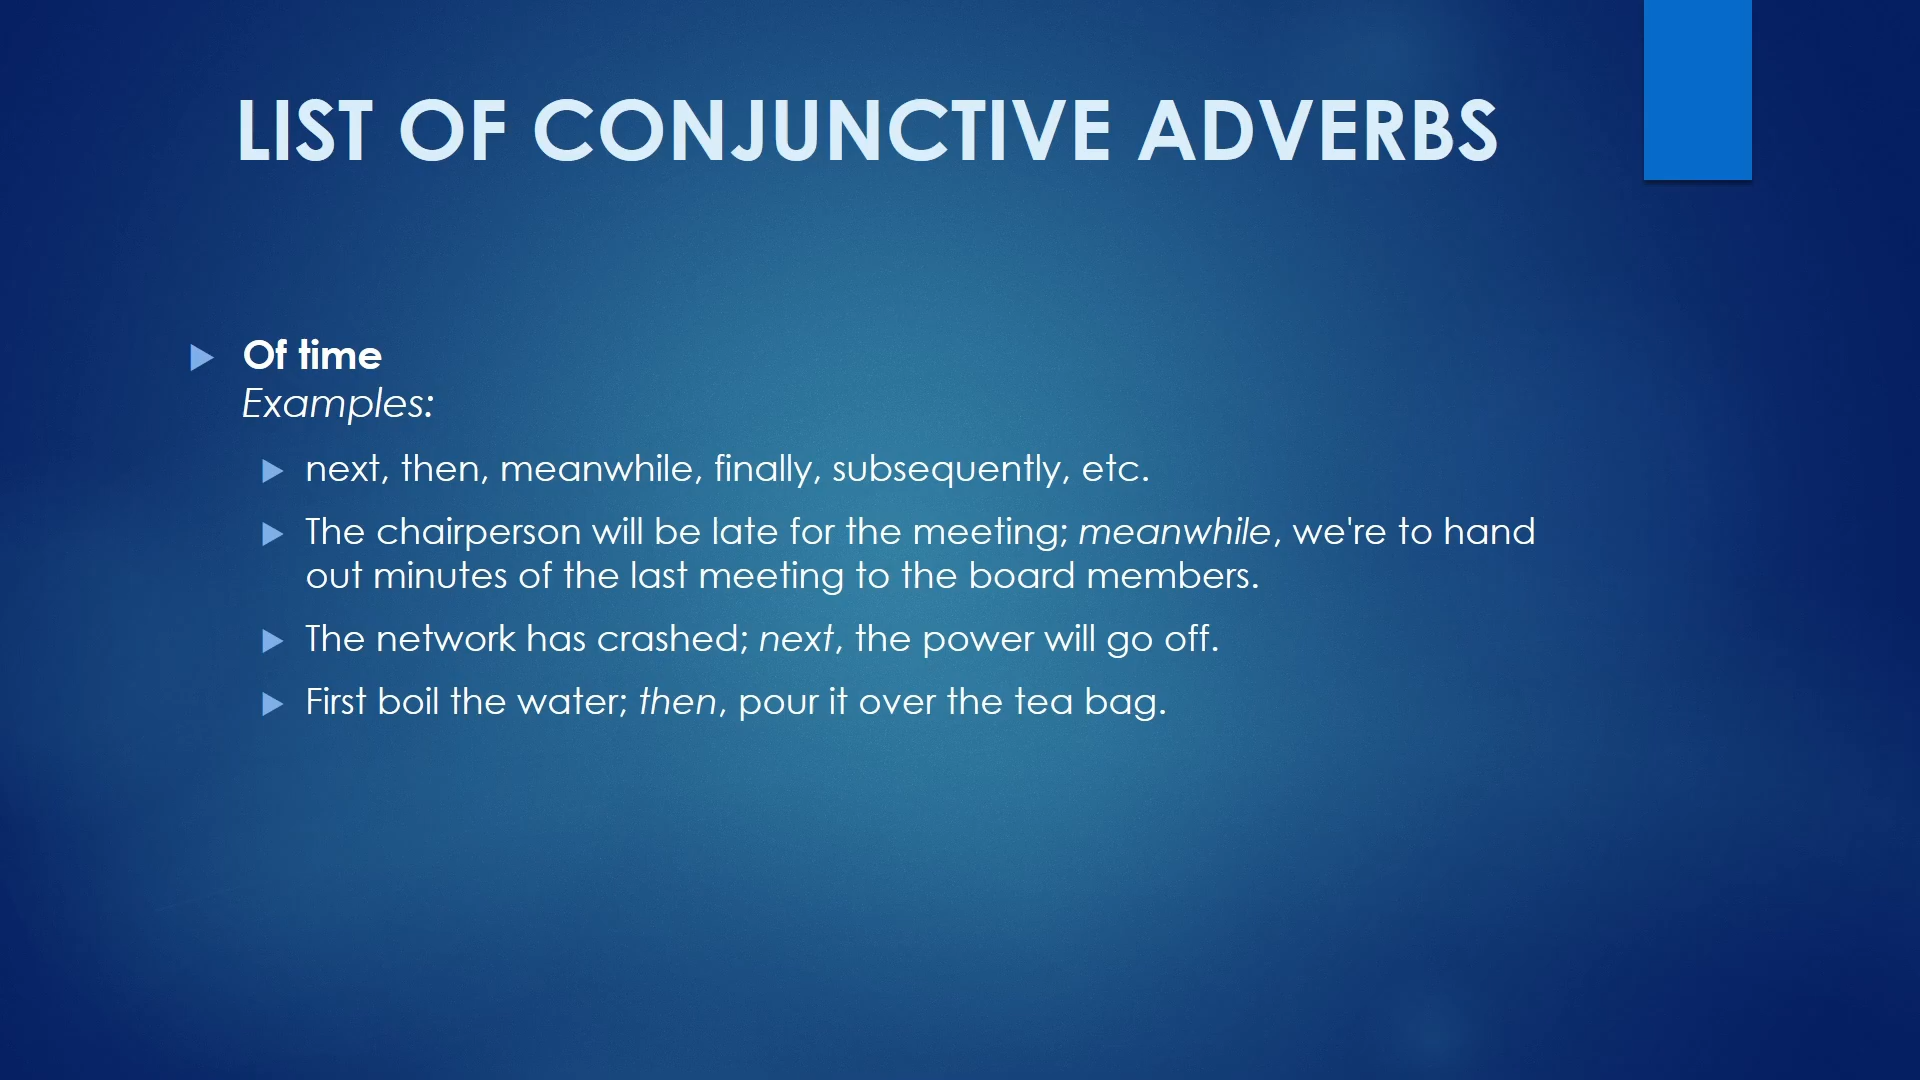 LIST OF CONJUNCTIVE ADVERBS
Of time
Examples:
next, then, meanwhile, finally, subsequently, etc.
The chairperson will be late for the meeting; meanwhile, we're to hand
out minutes of the last meeting to the board members.
The network has crashed; next, the power will go off.
First boil the water; then, pour it over the tea bag.